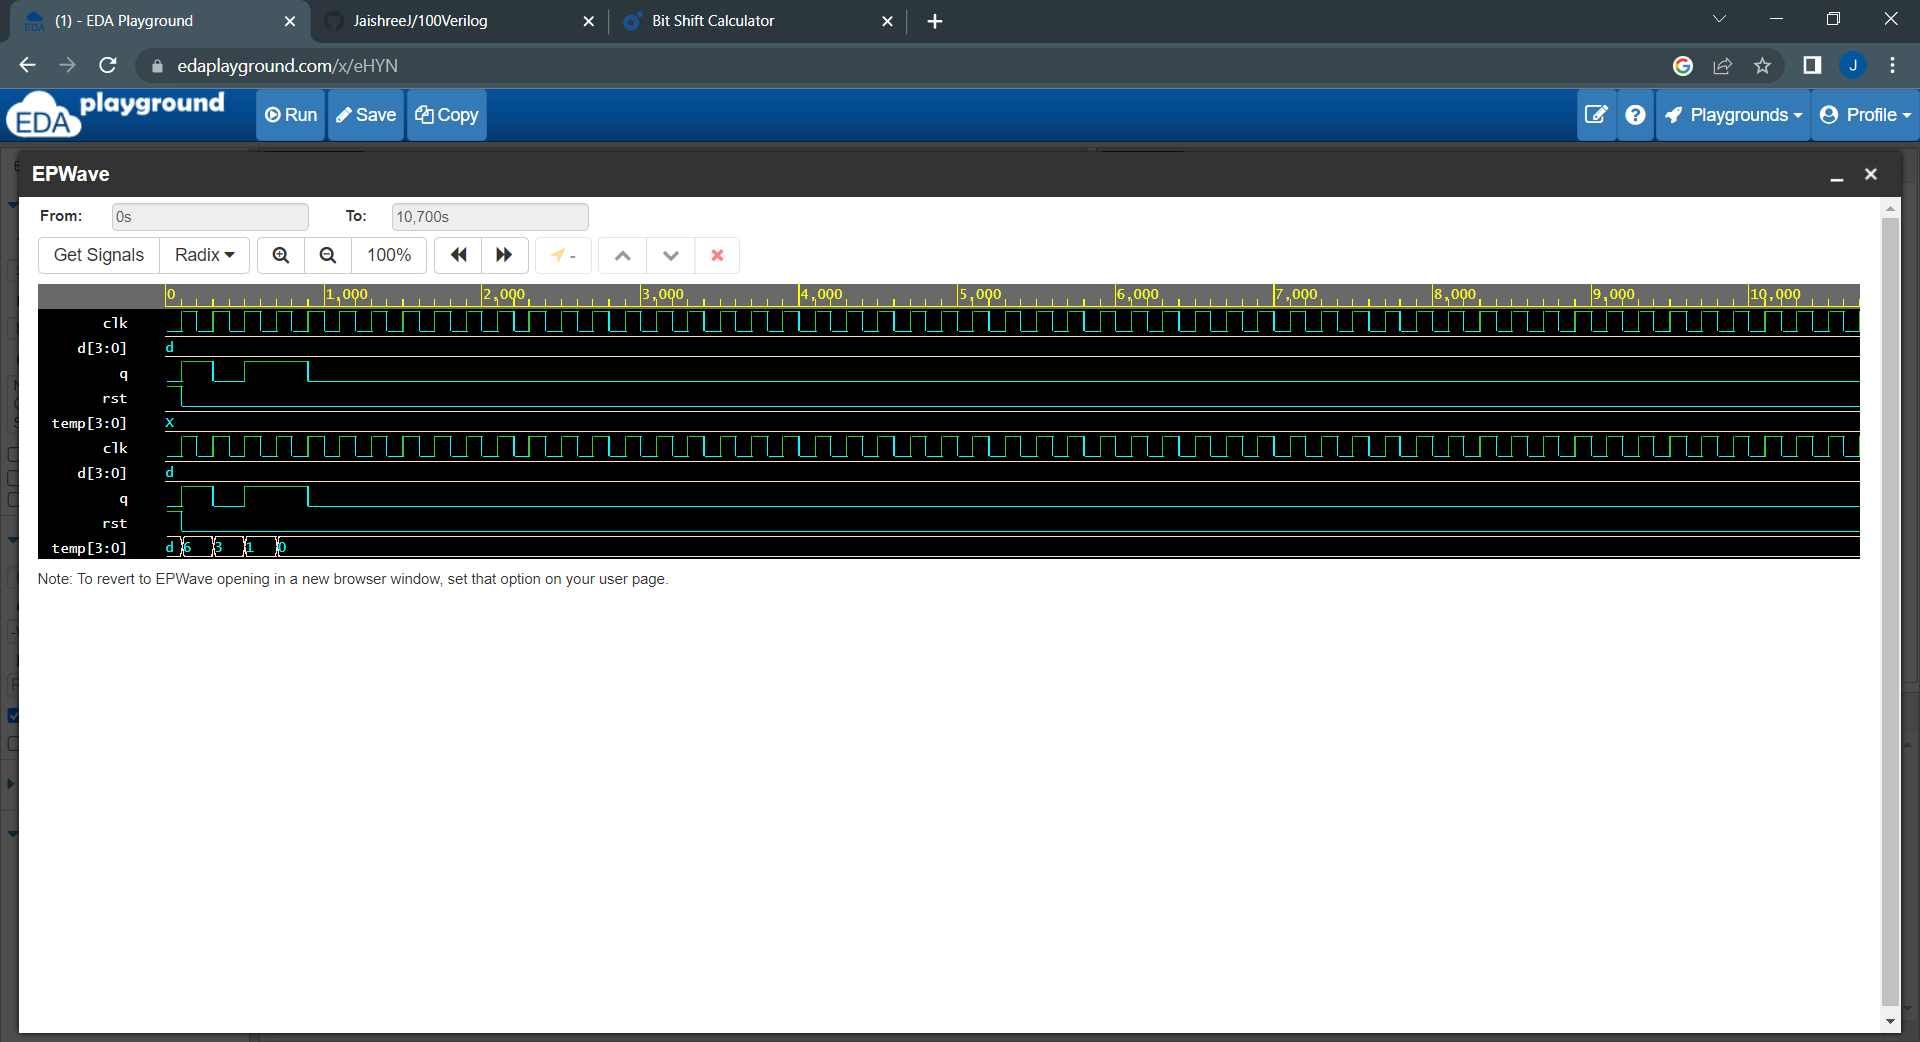 (1) - EDA Playground
JaishreeJ/100Verilog
Bit Shift Calculator
edaplayground.com/x/eHYN
J
EDA playground
Run
Save
Copy
Playgrounds
Profile
EPWave
From: 0s To: 10,700s
Get Signals Radix 100% -
0 1,000 2,000 3,000 4,000 5,000 6,000 7,000 8,000 9,000 10,000
clk
d[3:0] d
q
rst
temp[3:0] X
clk
d[3:0] d
q
rst
temp[3:0] d 6 3 1 0
Note: To revert to EPWave opening in a new browser window, set that option on your user page.